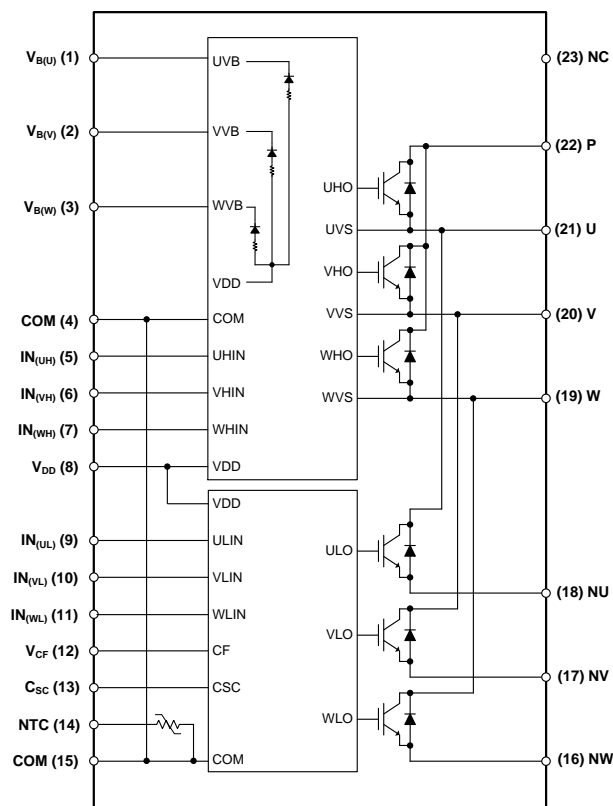 V_B(U) (1)
V_B(V) (2)
V_B(W) (3)
COM (4)
IN_(UH) (5)
IN_(VH) (6)
IN_(WH) (7)
V_DD (8)
IN_(UL) (9)
IN_(VL) (10)
IN_(WL) (11)
V_CF (12)
C_SC (13)
NTC (14)
COM (15)
UVB
VVB
WVB
VDD
COM
UHIN
VHIN
WHIN
VDD
UHO
UVS
VHO
VVS
WHO
WVS
VDD
ULIN
VLIN
WLIN
CF
CSC
COM
ULO
VLO
WLO
(23) NC
(22) P
(21) U
(20) V
(19) W
(18) NU
(17) NV
(16) NW